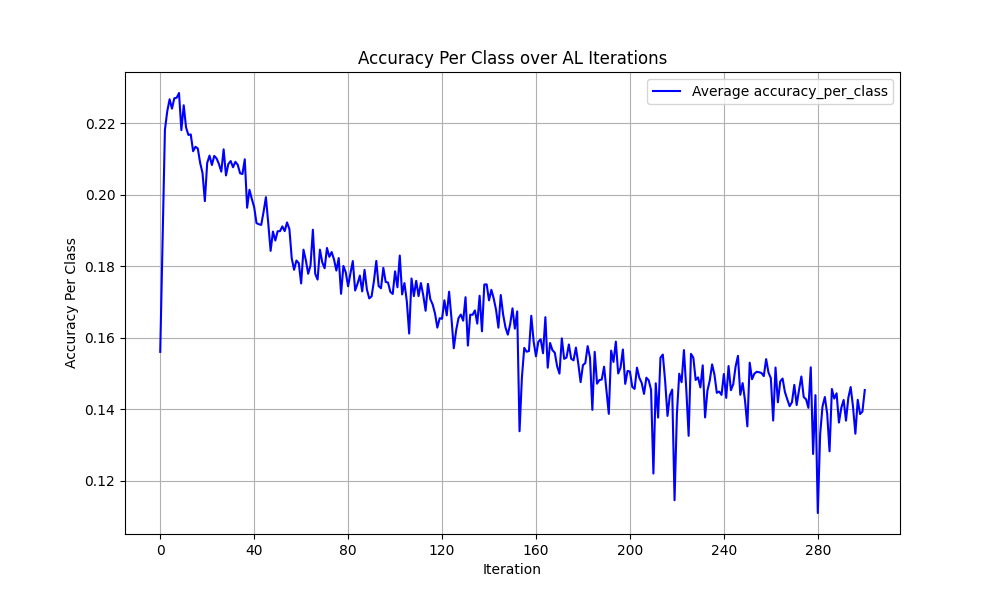 Accuracy Per Class over AL Iterations
Average accuracy_per_class
Accuracy Per Class
0.22
0.20
0.18
0.16
0.14
0.12
0 40 80 120 160 200 240 280
Iteration